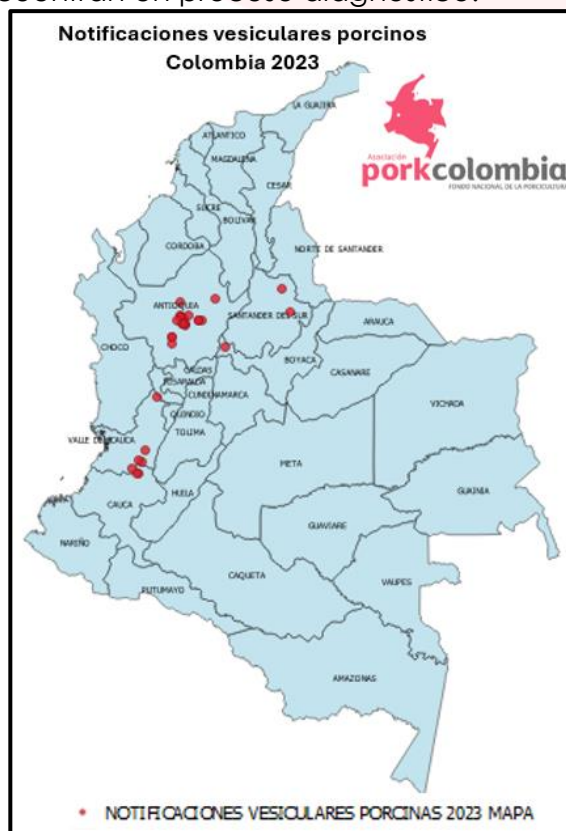 Notificaciones vesiculares porcinos
Colombia 2023
Asociación
porkcolombia
FONDO NACIONAL DE LA PORCICULTURA
LA GUAJIRA
ATLANTICO
MAGDALENA
CESAR
SUCRE
BOLIVAR
CORDOBA
NORTE DE SANTANDER
ANTIOQUIA
SANTANDER DEL SUR
ARAUCA
CHOCO
BOYACA
CALDAS
CASANARE
RISARALDA
CUNDINAMARCA
VICHADA
QUINDIO
TOLIMA
VALLE DEL CAUCA
META
GUAINIA
HUILA
CAUCA
GUAVIARE
NARIÑO
CAQUETA
VAUPES
PUTUMAYO
AMAZONAS
NOTIFICACIONES VESICULARES PORCINAS 2023 MAPA